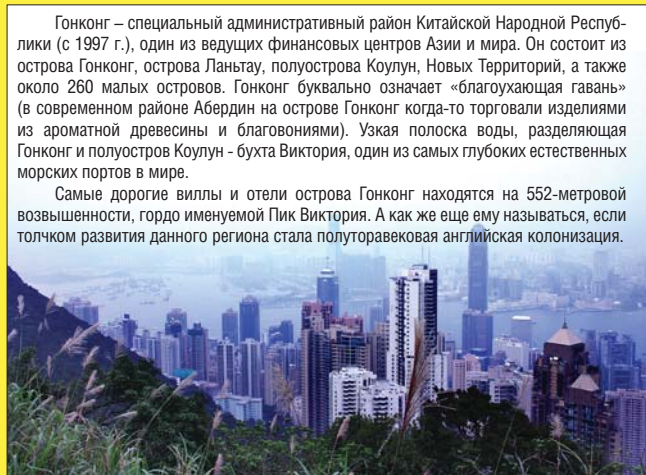 Гонконг – специальный административный район Китайской Народной Респуб-
лики (с 1997 г.), один из ведущих финансовых центров Азии и мира. Он состоит из
острова Гонконг, острова Ланьтау, полуострова Коулун, Новых Территорий, а также
около 260 малых островов. Гонконг буквально означает «благоухающая гавань»
(в современном районе Абердин на острове Гонконг когда-то торговали изделиями
из ароматной древесины и благовониями). Узкая полоска воды, разделяющая
Гонконг и полуостров Коулун - бухта Виктория, один из самых глубоких естественных
морских портов в мире.
Самые дорогие виллы и отели острова Гонконг находятся на 552-метровой
возвышенности, гордо именуемой Пик Виктория. А как же еще ему называться, если
толчком развития данного региона стала полуторавековая английская колонизация.